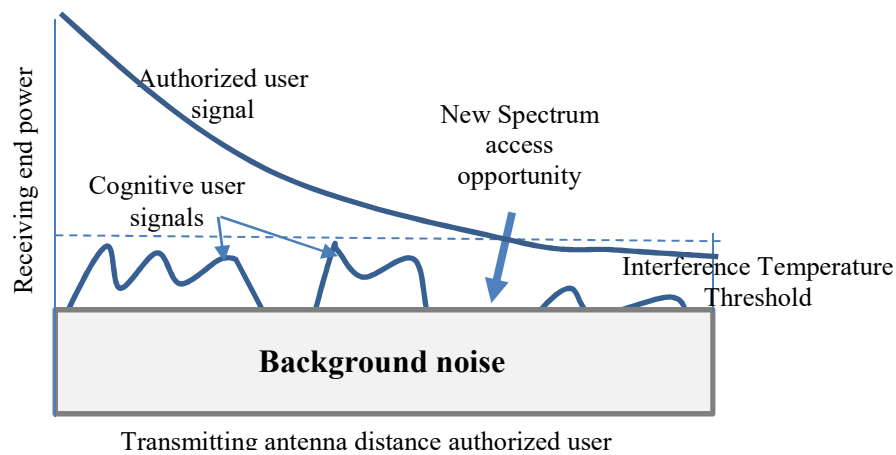 Receiving end power
Authorized user
signal
New Spectrum
access
opportunity
Cognitive user
signals
Interference Temperature
Threshold
Background noise
Transmitting antenna distance authorized user